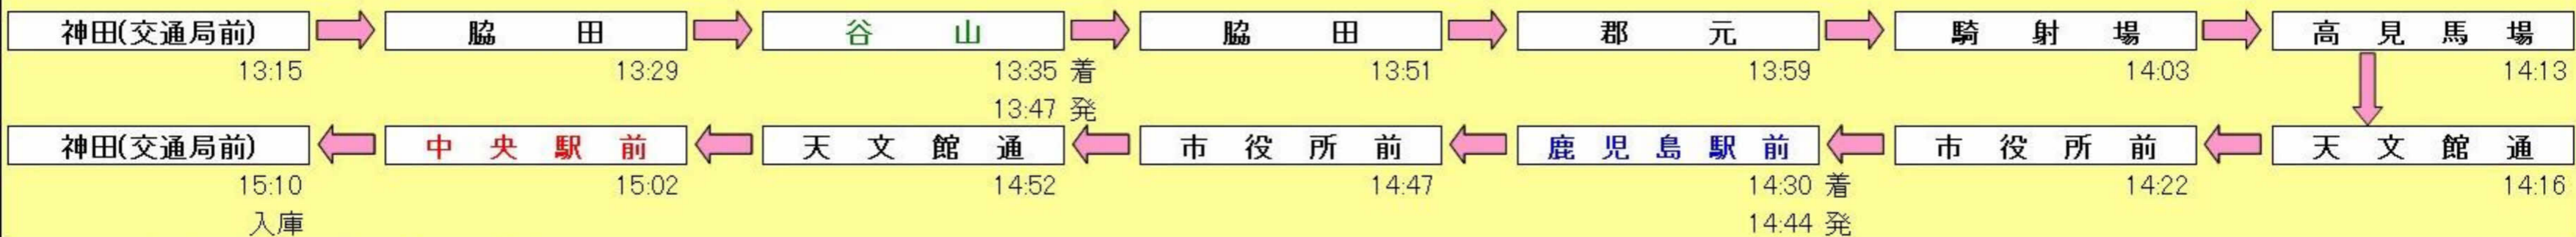 神田(交通局前) 脇田 谷山 脇田 郡元 騎射場 高見馬場
13:15 13:29 13:35 着 13:51 13:59 14:03 14:13
13:47 発
神田(交通局前) 中央駅前 天文館通 市役所前 鹿児島駅前 市役所前 天文館通
15:10 15:02 14:52 14:47 14:30 着 14:22 14:16
入庫 14:44 発